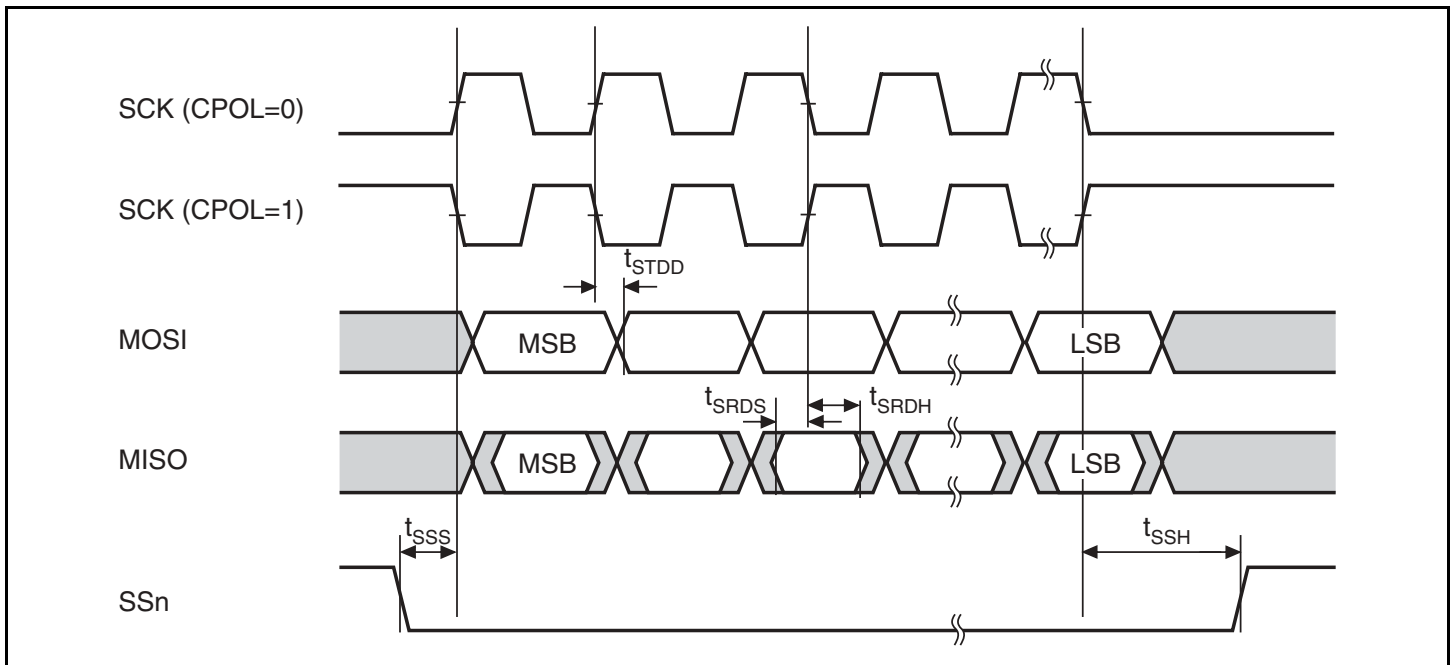 SCK (CPOL=0)
SCK (CPOL=1)
tSTDD
MOSI
MSB
LSB
tSRDS
tSRDH
MISO
MSB
LSB
tSSS
tSSH
SSn